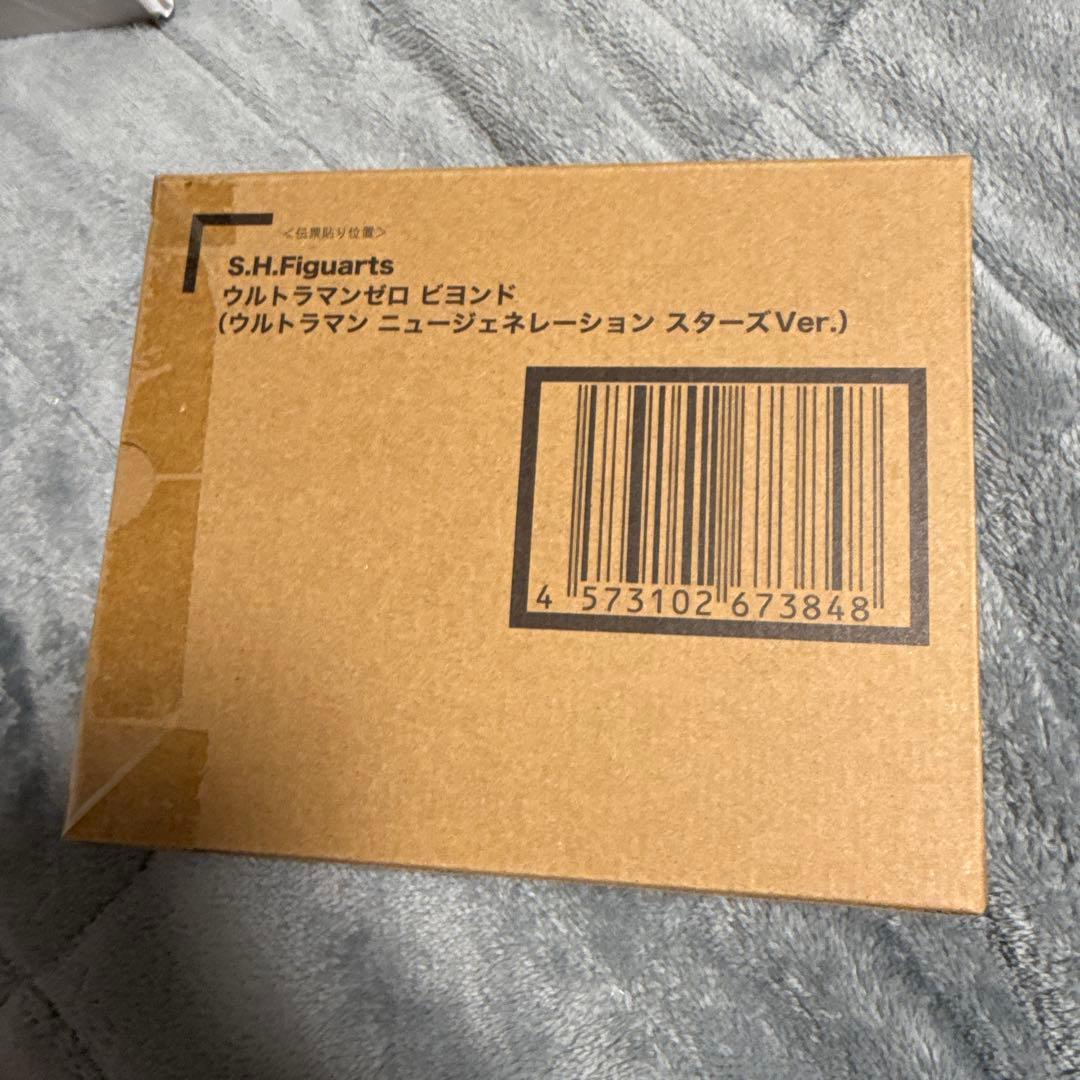 ＜伝票貼り位置＞
S.H.Figuarts
ウルトラマンゼロ ビヨンド
（ウルトラマン ニュージェネレーション スターズVer.）
4 573102 673848